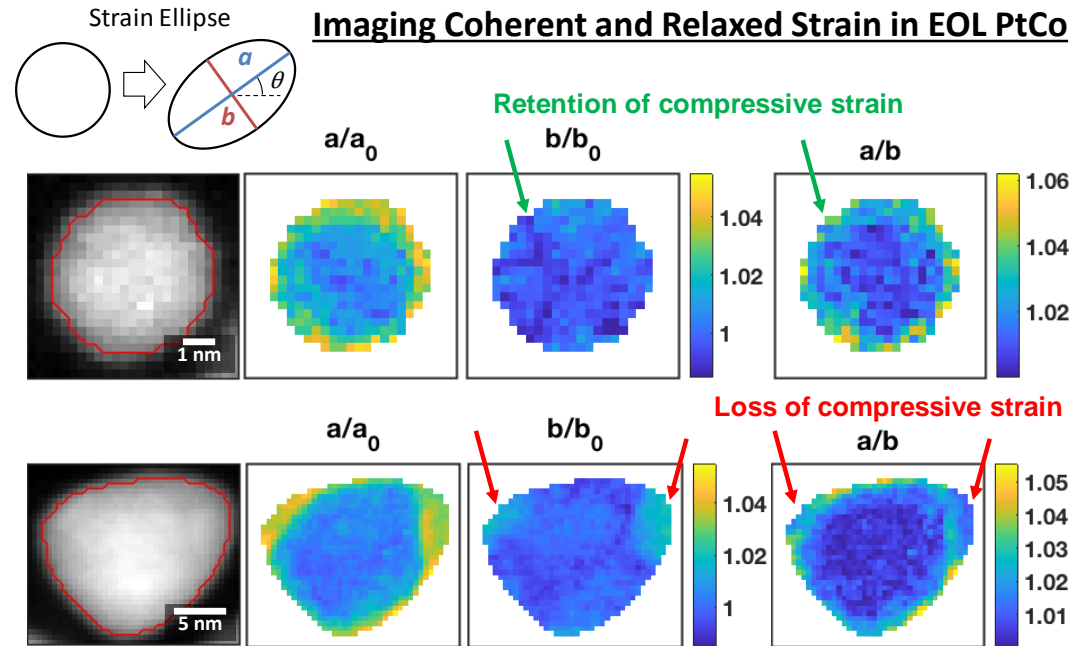 Strain Ellipse
Imaging Coherent and Relaxed Strain in EOL PtCo
a
θ
b
Retention of compressive strain
a/a₀
b/b₀
a/b
1 nm
1.04
1.02
1
1.06
1.04
1.02
Loss of compressive strain
a/a₀
b/b₀
a/b
5 nm
1.04
1.02
1
1.05
1.04
1.03
1.02
1.01